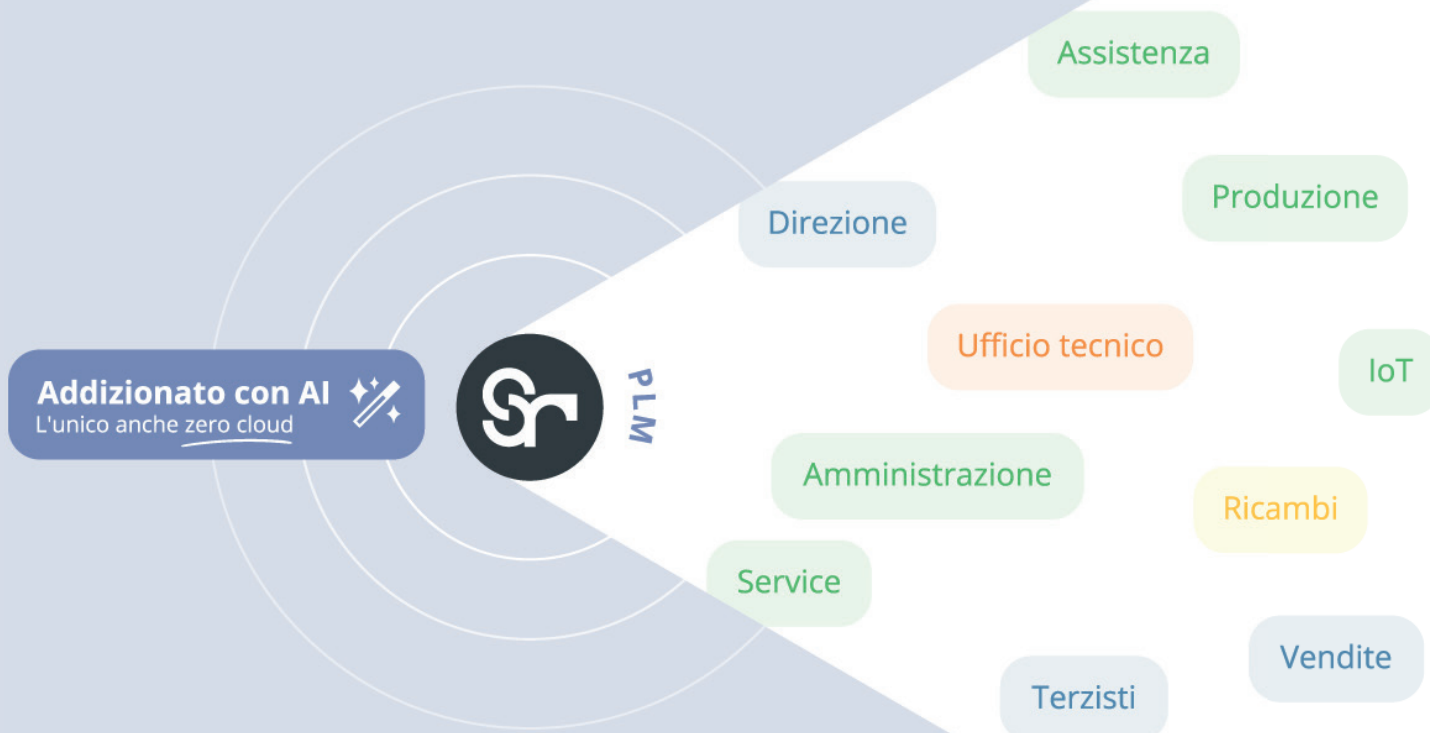 Addizionato con AI
L'unico anche zero cloud
Sr
PLM
Assistenza
Direzione
Produzione
Ufficio tecnico
IoT
Amministrazione
Ricambi
Service
Vendite
Terzisti